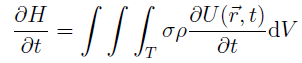 ∂H/∂t = ∫ ∫ ∫_T σρ ∂U(r⃗, t)/∂t dV